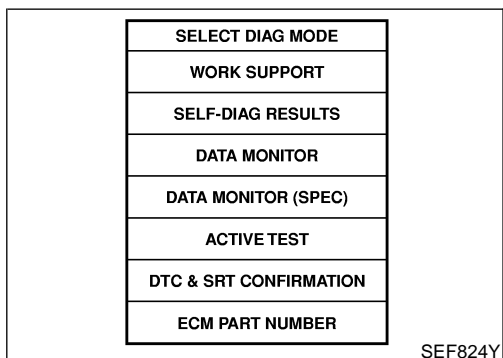 SELECT DIAG MODE
WORK SUPPORT
SELF-DIAG RESULTS
DATA MONITOR
DATA MONITOR (SPEC)
ACTIVE TEST
DTC & SRT CONFIRMATION
ECM PART NUMBER
SEF824Y